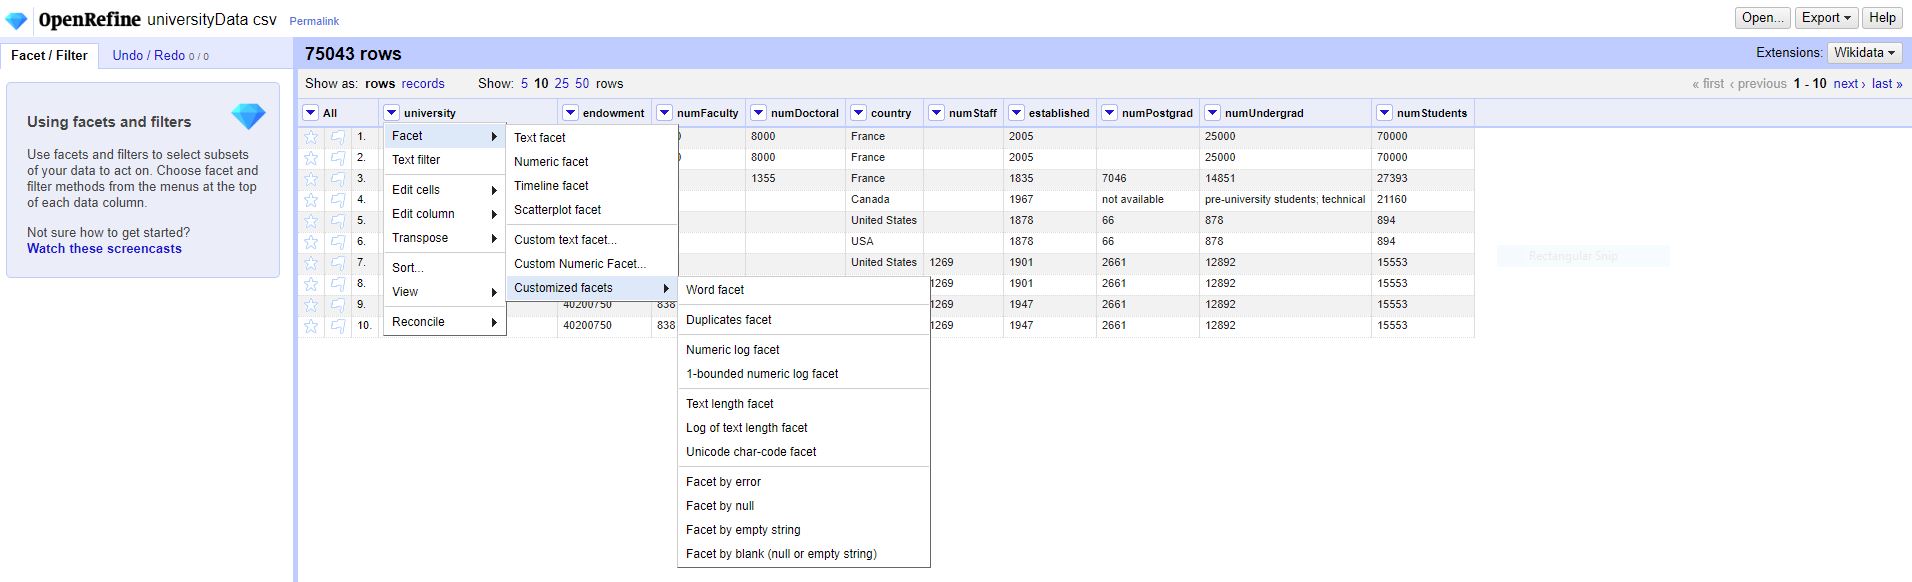 OpenRefine universityData csv Permalink Open... Export Help
Facet / Filter Undo / Redo 0 / 0 75043 rows Extensions: Wikidata
Show as: rows records Show: 5 10 25 50 rows « first ‹ previous 1 - 10 next › last »
Using facets and filters
Use facets and filters to select subsets
of your data to act on. Choose facet and
filter methods from the menus at the top
of each data column.
Not sure how to get started?
Watch these screencasts
All university endowment numFaculty numDoctoral country numStaff established numPostgrad numUndergrad numStudents
1. 8000 France 2005 25000 70000
2. 8000 France 2005 25000 70000
3. 1355 France 1835 7046 14851 27393
4. Canada 1967 not available pre-university students; technical 21160
5. United States 1878 66 878 894
6. USA 1878 66 878 894
7. United States 1269 1901 2661 12892 15553
8. 1269 1901 2661 12892 15553
9. 40200750 838 1269 1947 2661 12892 15553
10. 40200750 838 1269 1947 2661 12892 15553
Facet
Text filter
Edit cells
Edit column
Transpose
Sort...
View
Reconcile
Text facet
Numeric facet
Timeline facet
Scatterplot facet
Custom text facet...
Custom Numeric Facet...
Customized facets
Word facet
Duplicates facet
Numeric log facet
1-bounded numeric log facet
Text length facet
Log of text length facet
Unicode char-code facet
Facet by error
Facet by null
Facet by empty string
Facet by blank (null or empty string)
Rectangular Snip